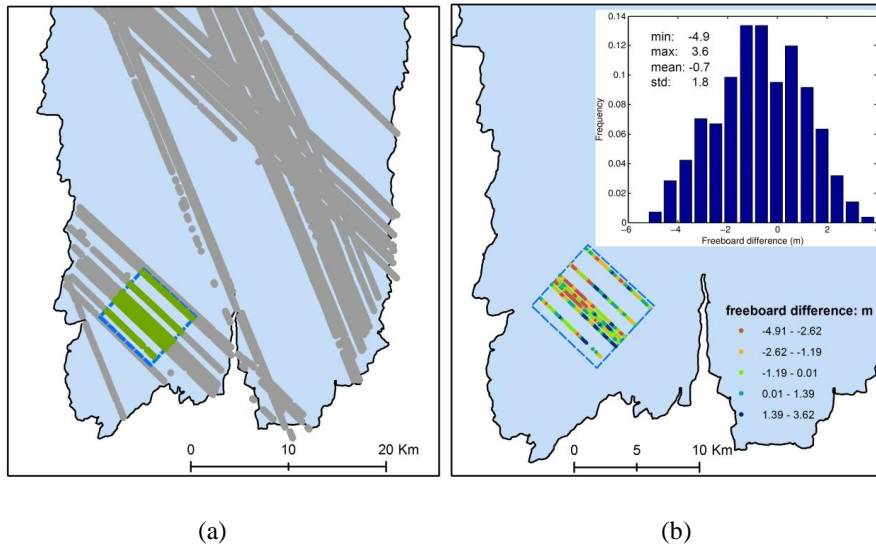 0 10 20 Km
(a)
0.14
0.12
0.1
0.08
0.06
0.04
0.02
0
Frequency
min: -4.9
max: 3.6
mean: -0.7
std: 1.8
−6 −4 −2 0 2 4
Freeboard difference (m)
freeboard difference: m
-4.91 - -2.62
-2.62 - -1.19
-1.19 - 0.01
0.01 - 1.39
1.39 - 3.62
0 5 10 Km
(b)